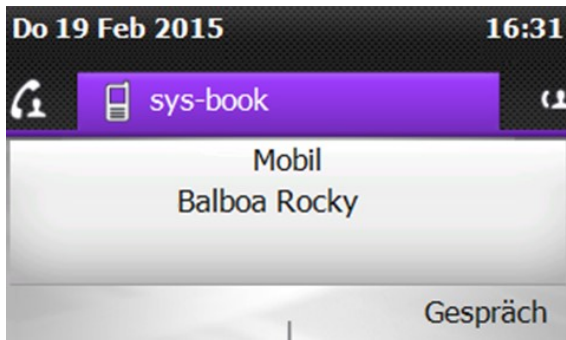 Do 19 Feb 2015 16:31
sys-book
Mobil
Balboa Rocky
Gespräch